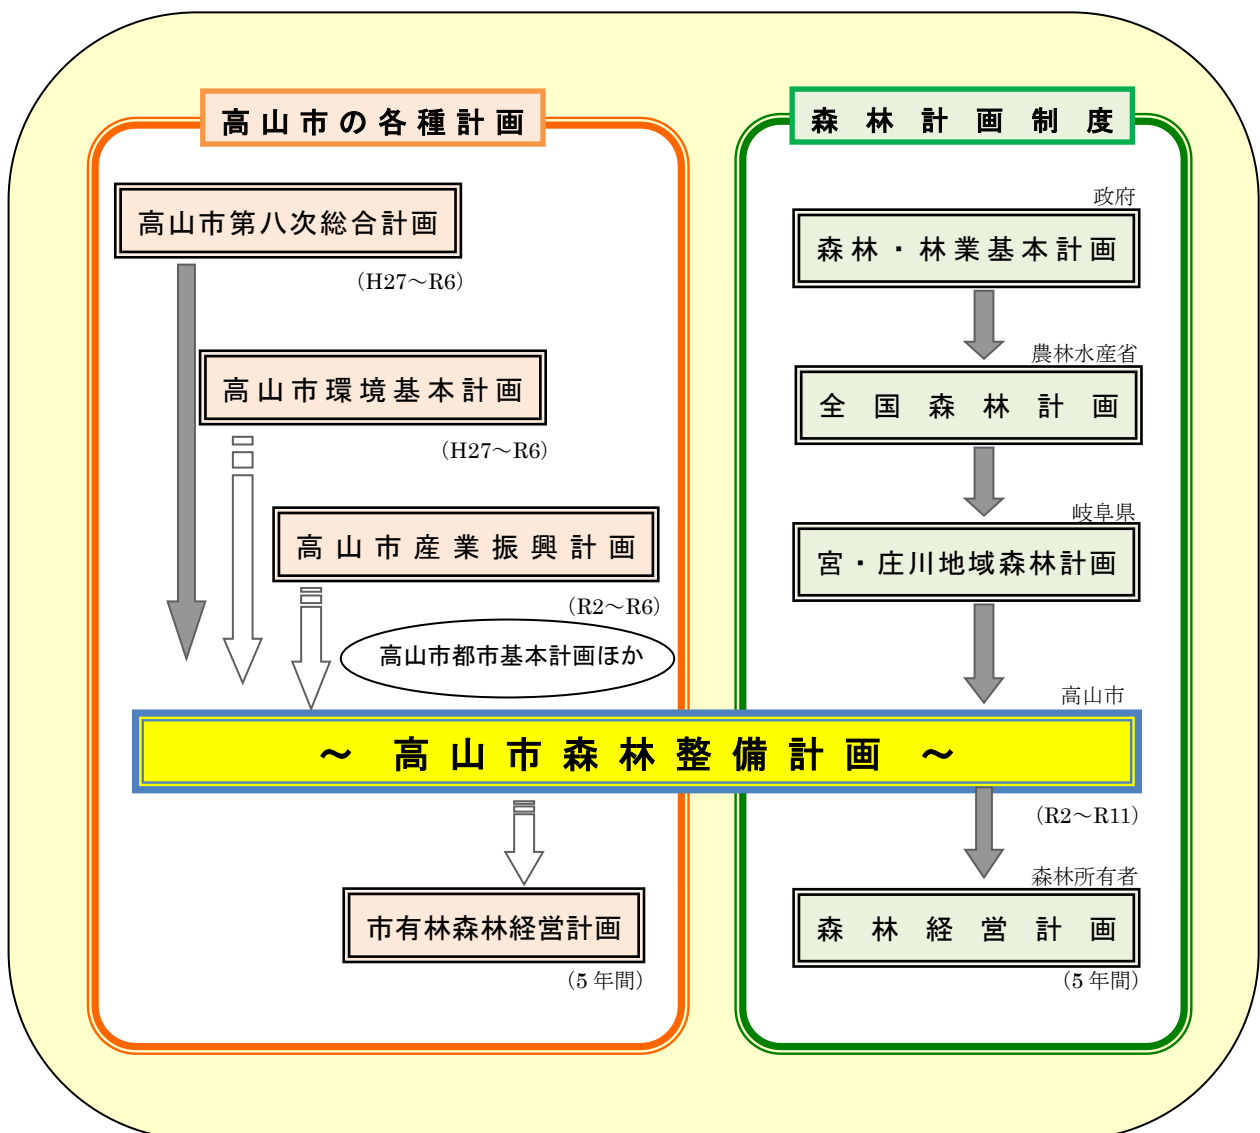 高山市の各種計画
高山市第八次総合計画
(H27～R6)
高山市環境基本計画
(H27～R6)
高山市産業振興計画
(R2～R6)
高山市都市基本計画ほか
森林計画制度
政府
森林・林業基本計画
農林水産省
全国森林計画
岐阜県
宮・庄川地域森林計画
高山市
～ 高山市森林整備計画 ～
(R2～R11)
市有林森林経営計画
(5年間)
森林所有者
森林経営計画
(5年間)